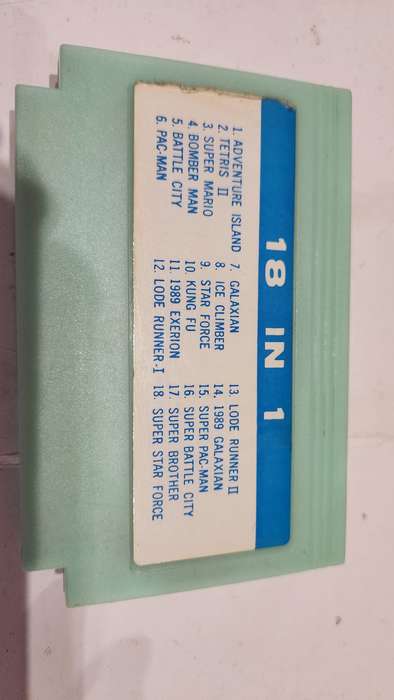 18 IN 1
1. ADVENTURE ISLAND
2. TETRIS II
3. SUPER MARIO
4. BOMBER MAN
5. BATTLE CITY
6. PAC-MAN
7. GALAXIAN
8. ICE CLIMBER
9. STAR FORCE
10. KUNG FU
11. 1989 EXERION
12. LODE RUNNER-I
13. LODE RUNNER II
14. 1989 GALAXIAN
15. SUPER PAC-MAN
16. SUPER BATTLE CITY
17. SUPER BROTHER
18. SUPER STAR FORCE